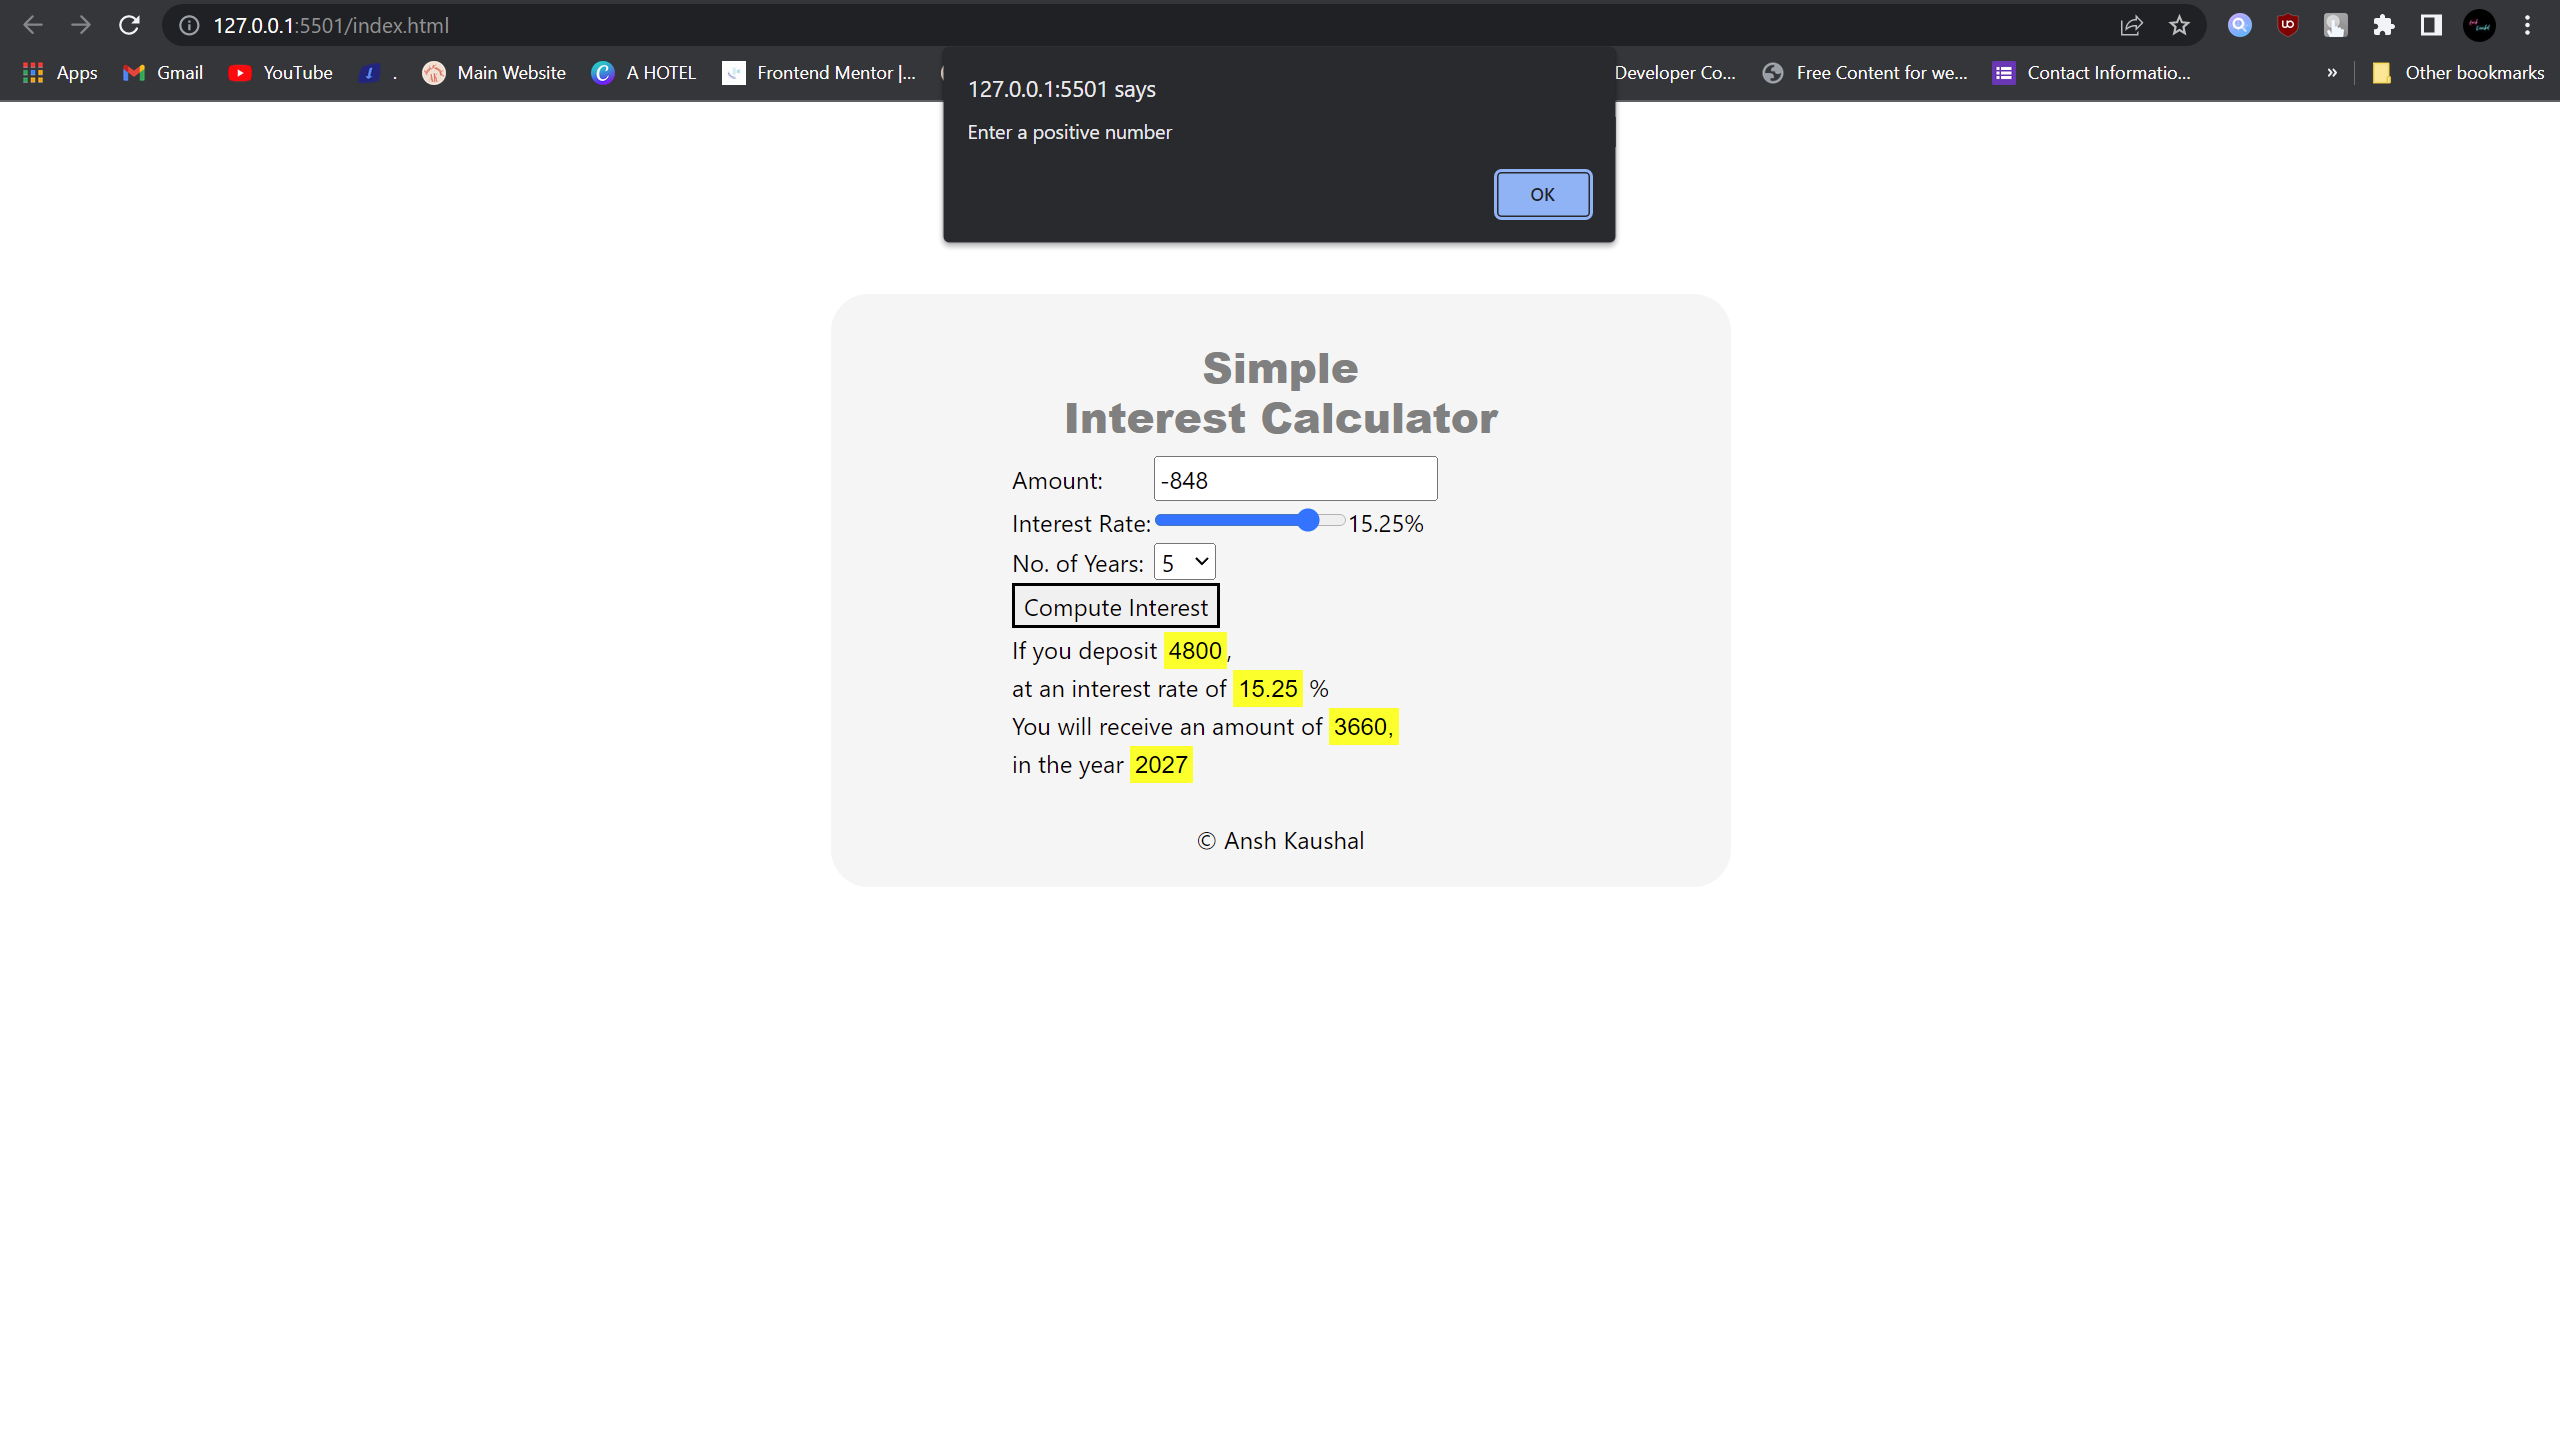 127.0.0.1:5501/index.html
Apps Gmail YouTube . Main Website A HOTEL Frontend Mentor |... Developer Co... Free Content for we... Contact Informatio... » Other bookmarks
127.0.0.1:5501 says
Enter a positive number
OK
Simple
Interest Calculator
Amount: -848
Interest Rate: 15.25%
No. of Years: 5
Compute Interest
If you deposit 4800,
at an interest rate of 15.25 %
You will receive an amount of 3660,
in the year 2027
© Ansh Kaushal